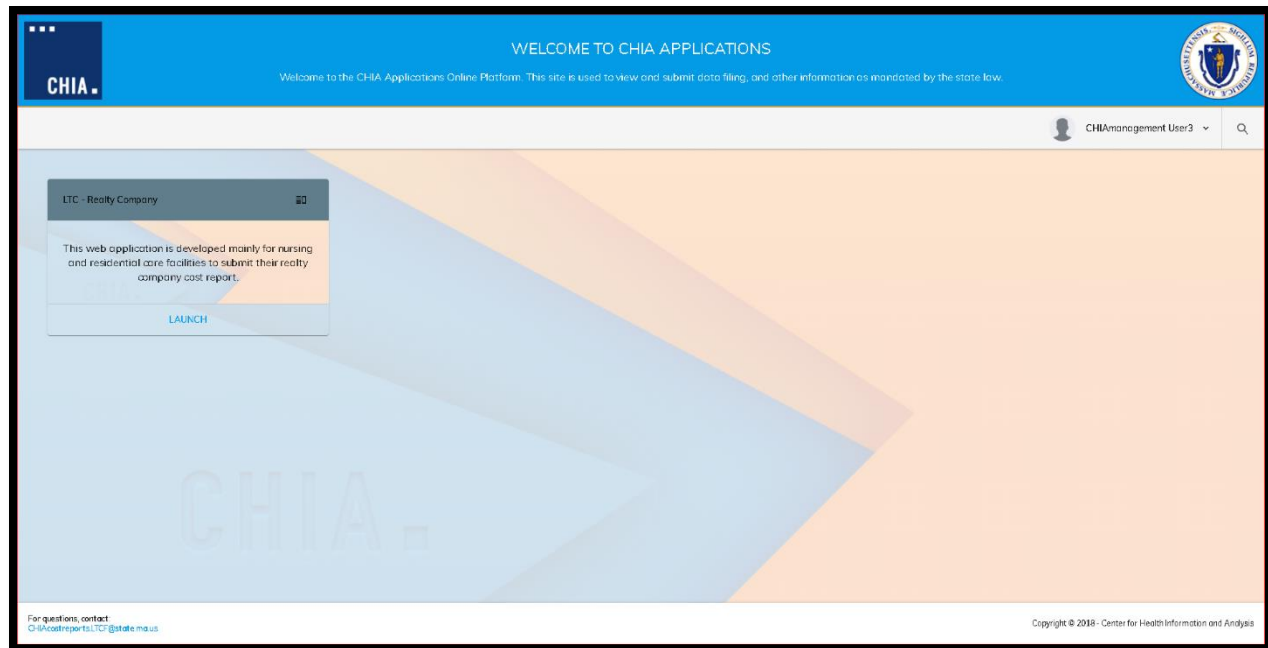 WELCOME TO CHIA APPLICATIONS
CHIA.
Welcome to the CHIA Applications Online Platform. This site is used to view and submit data filing, and other information as mandated by the state law.
CHIAmanagement User3
LTC - Realty Company
This web application is developed mainly for nursing
and residential care facilities to submit their realty
company cost report.
LAUNCH
CHIA.
For questions, contact:
CHIAcostreports.LTCF@state.ma.us
Copyright © 2018 - Center for Health Information and Analysis